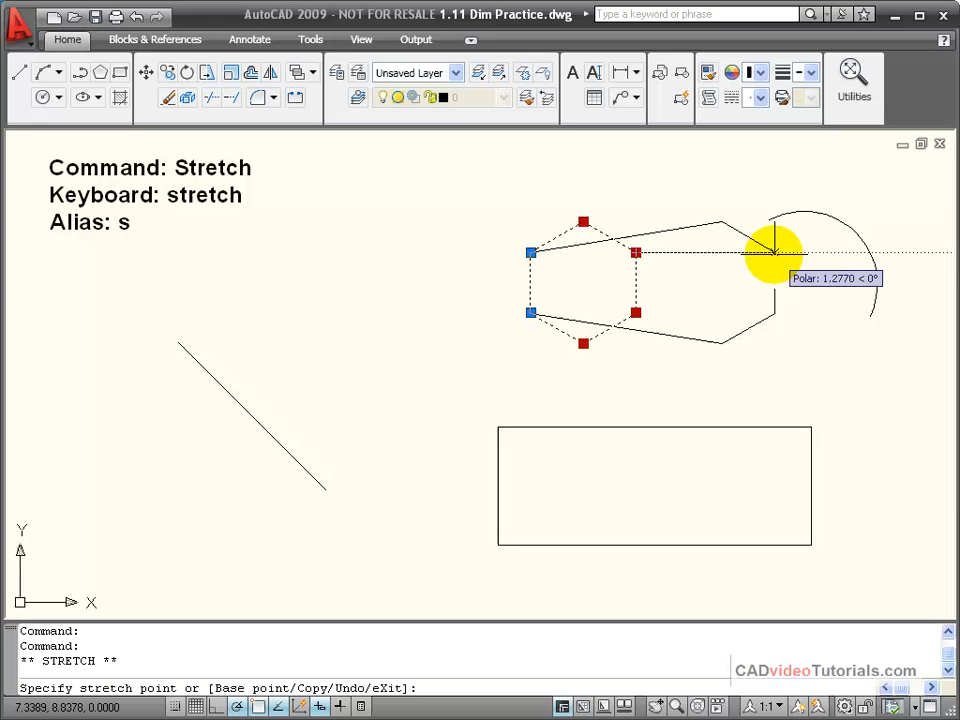 AutoCAD 2009 - NOT FOR RESALE 1.11 Dim Practice.dwg
Type a keyword or phrase
Home Blocks & References Annotate Tools View Output
Unsaved Layer
0
Utilities
Command: Stretch
Keyboard: stretch
Alias: s
Polar: 1.2770 < 0°
Y
X
Command:
Command:
** STRETCH **
Specify stretch point or [Base point/Copy/Undo/eXit]:
CADvideoTutorials.com
7.3389, 8.8378, 0.0000
1:1